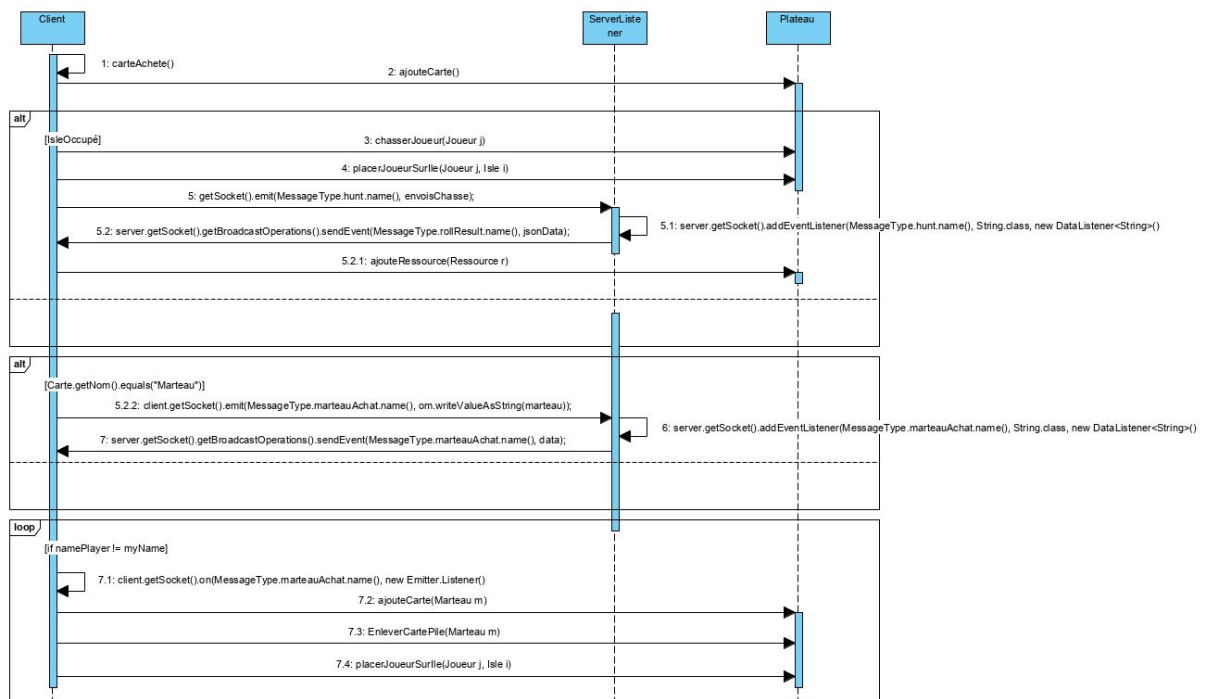 Client
ServerListe
ner
Plateau
1: carteAchete()
2: ajouteCarte()
alt
[IsleOccupé]
3: chasserJoueur(Joueur j)
4: placerJoueurSurIle(Joueur j, Isle i)
5: getSocket().emit(MessageType.hunt.name(), envoisChasse);
5.1: server.getSocket().addEventListener(MessageType.hunt.name(), String.class, new DataListener<String>()
5.2: server.getSocket().getBroadcastOperations().sendEvent(MessageType.rollResult.name(), jsonData);
5.2.1: ajouteRessource(Ressource r)
alt
[Carte.getNom().equals("Marteau")]
5.2.2: client.getSocket().emit(MessageType.marteauAchat.name(), om.writeValueAsString(marteau));
6: server.getSocket().addEventListener(MessageType.marteauAchat.name(), String.class, new DataListener<String>()
7: server.getSocket().getBroadcastOperations().sendEvent(MessageType.marteauAchat.name(), data);
loop
[if namePlayer != myName]
7.1: client.getSocket().on(MessageType.marteauAchat.name(), new Emitter.Listener()
7.2: ajouteCarte(Marteau m)
7.3: EnleverCartePile(Marteau m)
7.4: placerJoueurSurIle(Joueur j, Isle i)